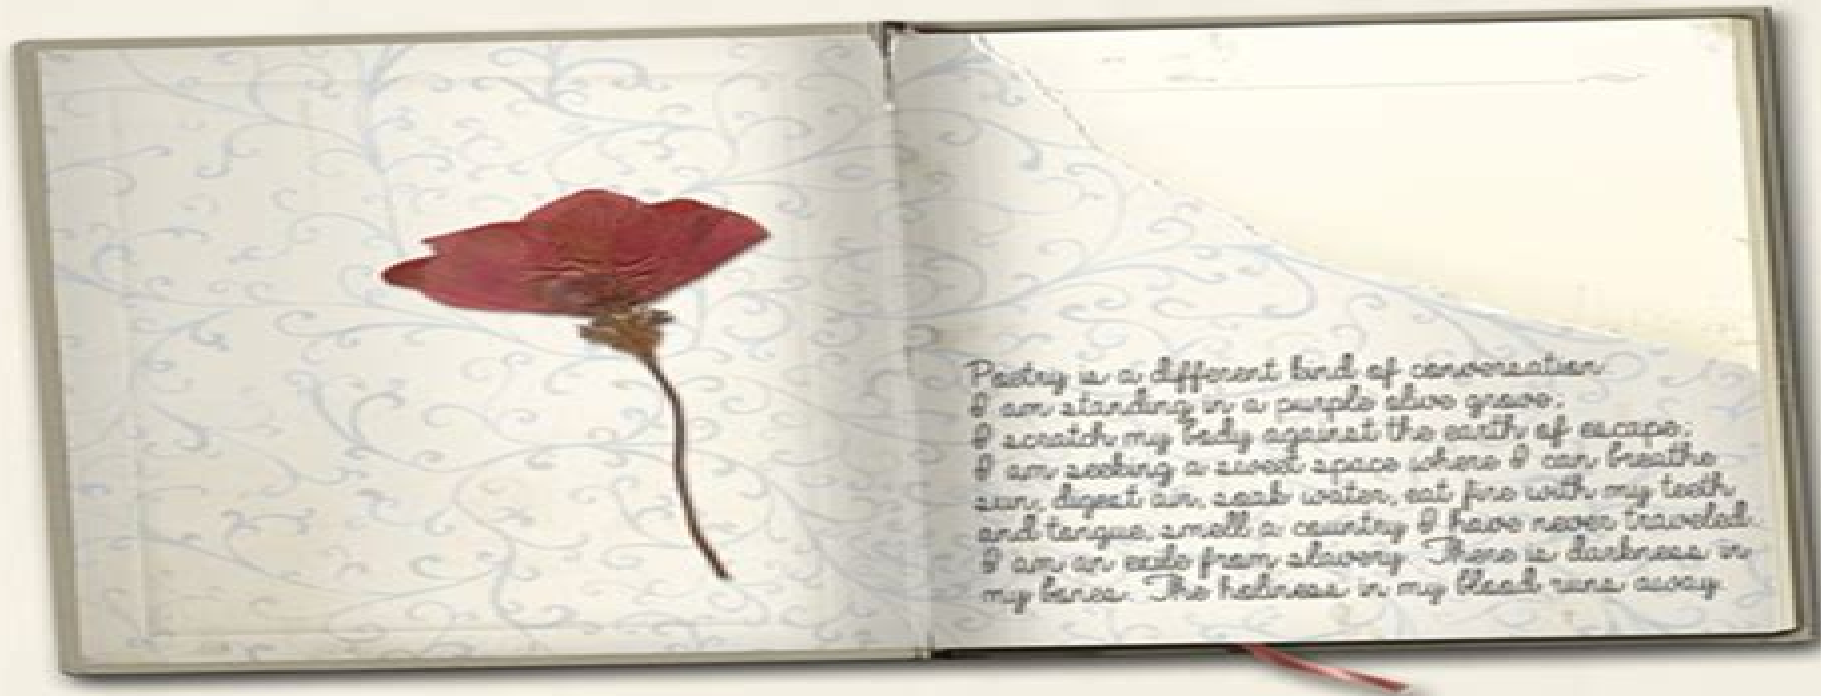 Poetry is a different kind of conversation:
I am standing in a purple olive grove;
I scratch my body against the earth of escape;
I am seeking a sweet space where I can breathe
sun, digest air, soak water, eat fire with my teeth
and tongue, smell a country I have never traveled.
I am an exile from slavery. There is darkness in
my bones. The holiness in my blood runs away.